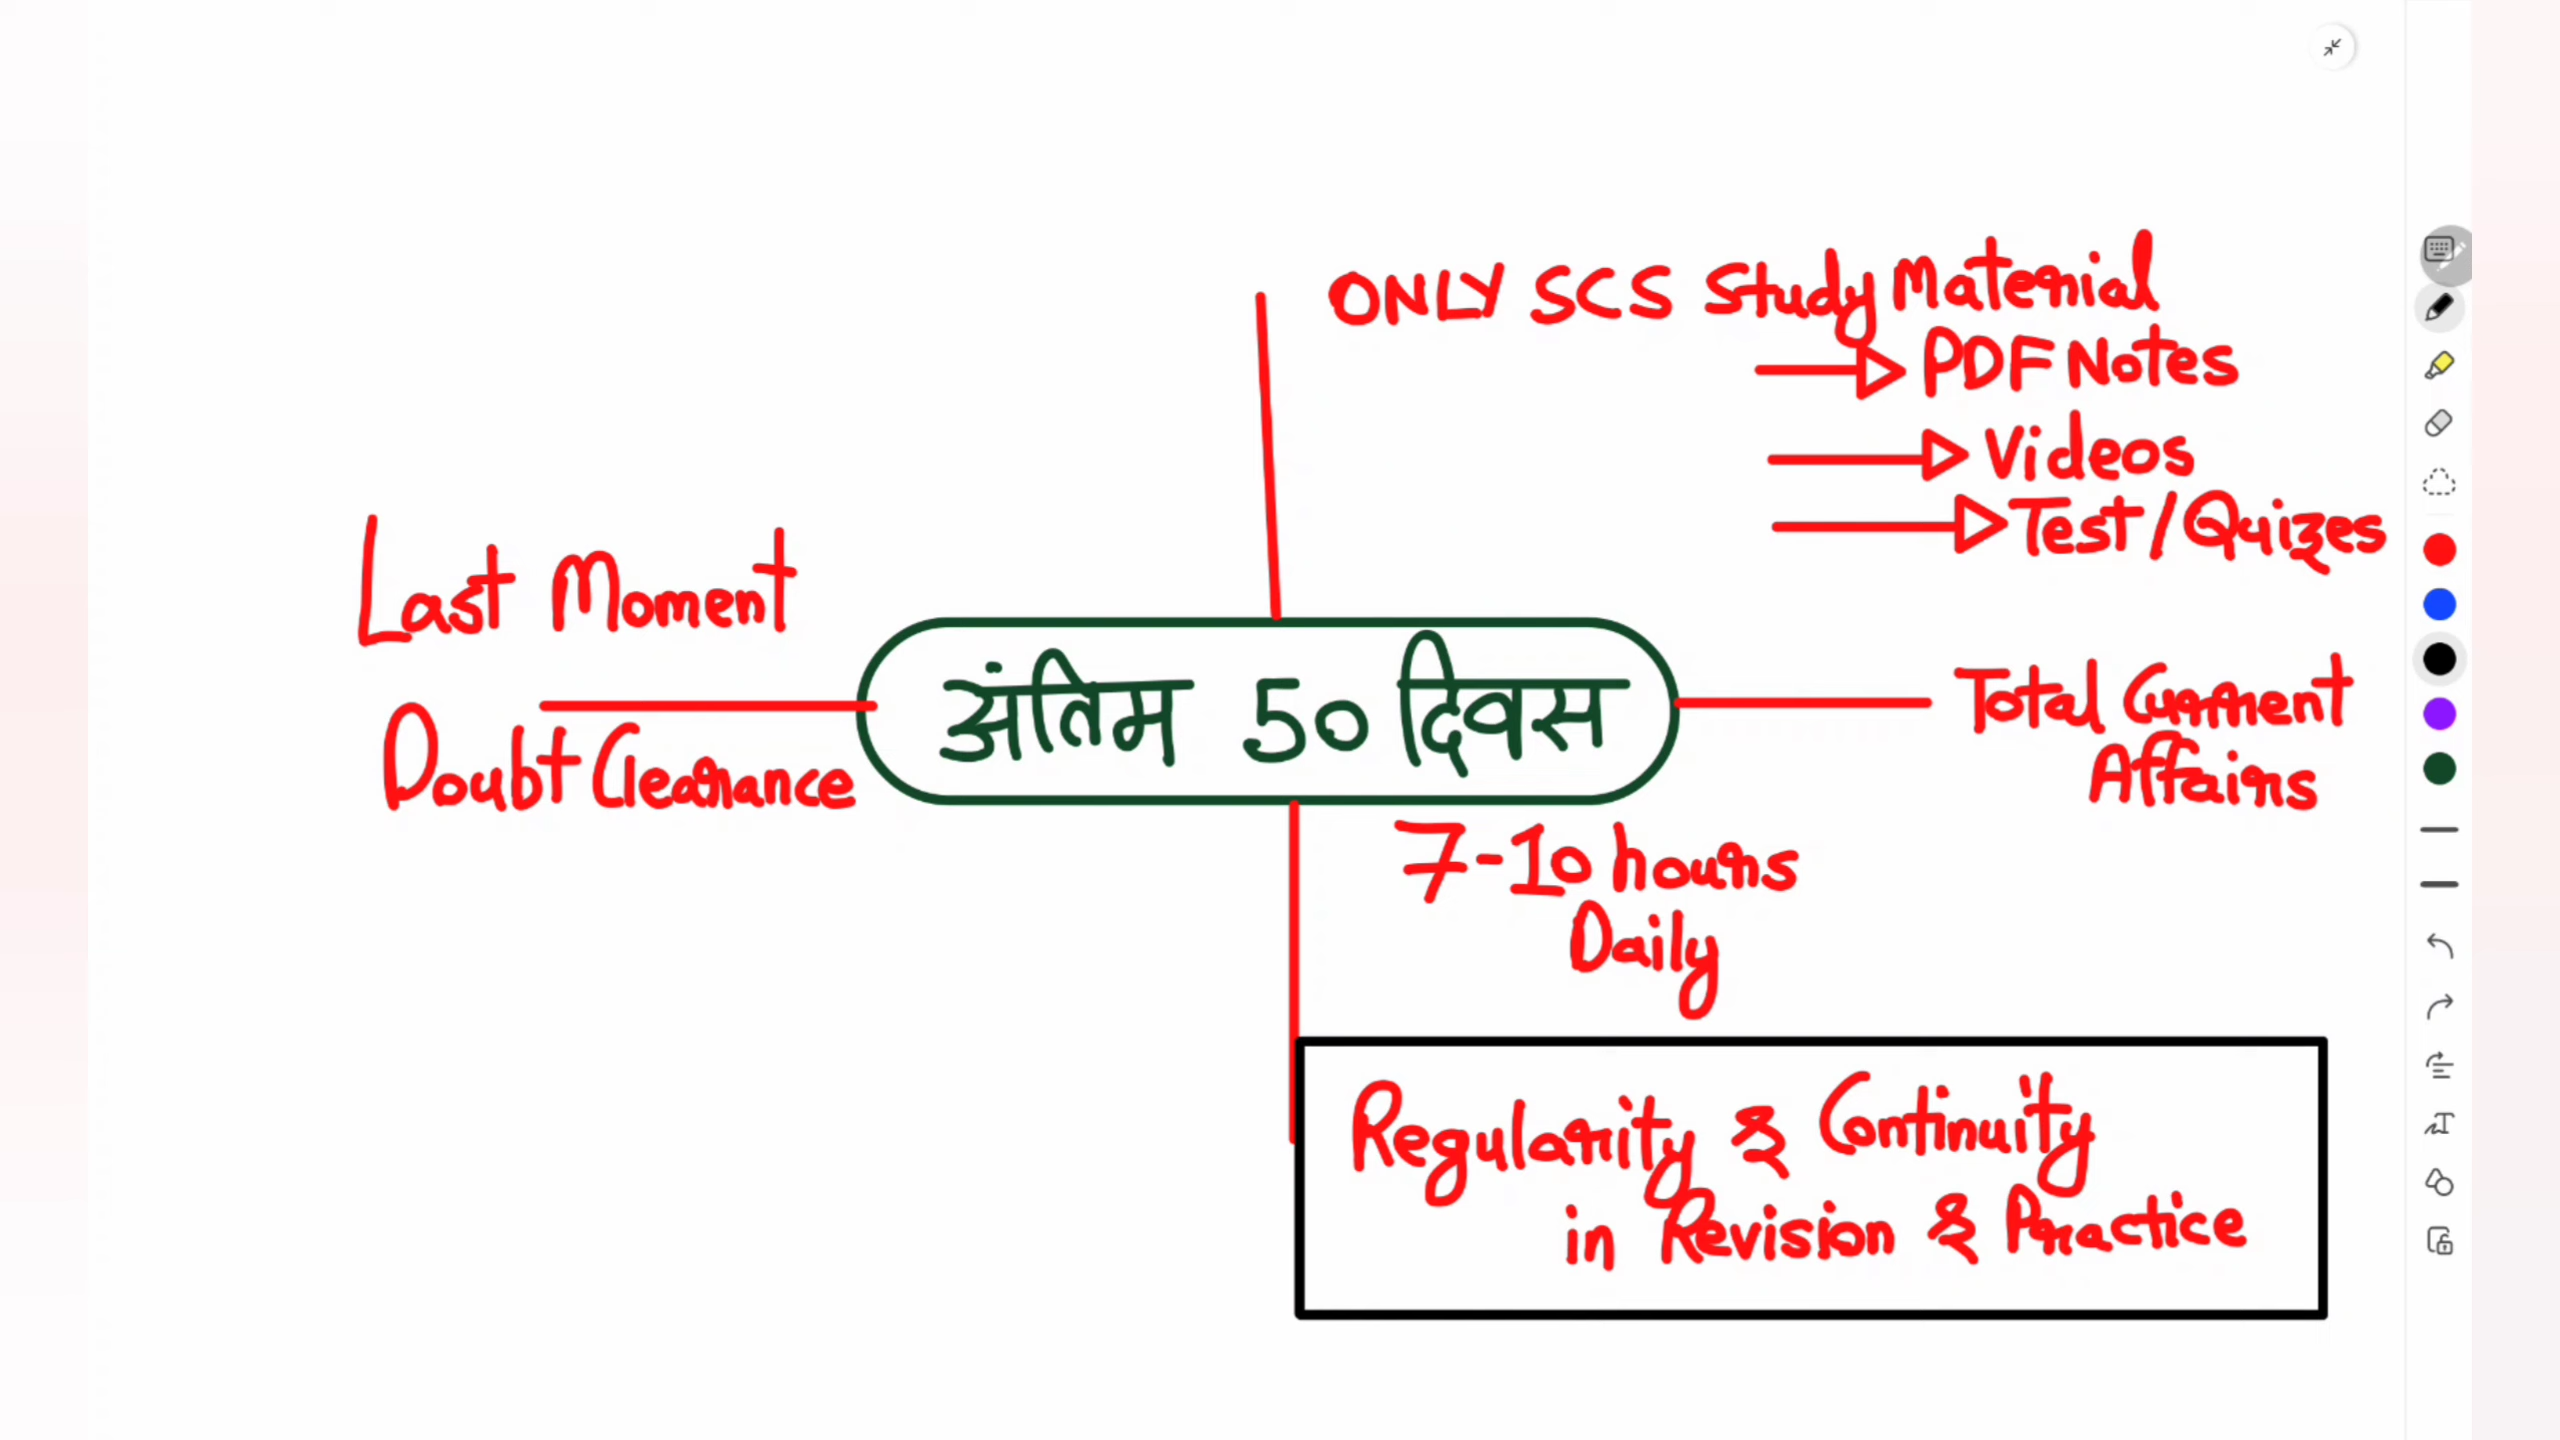 ONLY SCS Study Material
PDF Notes
Videos
Test/Quizes
Last Moment
Doubt Clearance
अंतिम 50 दिवस
Total Current
Affairs
7-10 hours
Daily
Regularity & Continuity
in Revision & Practice